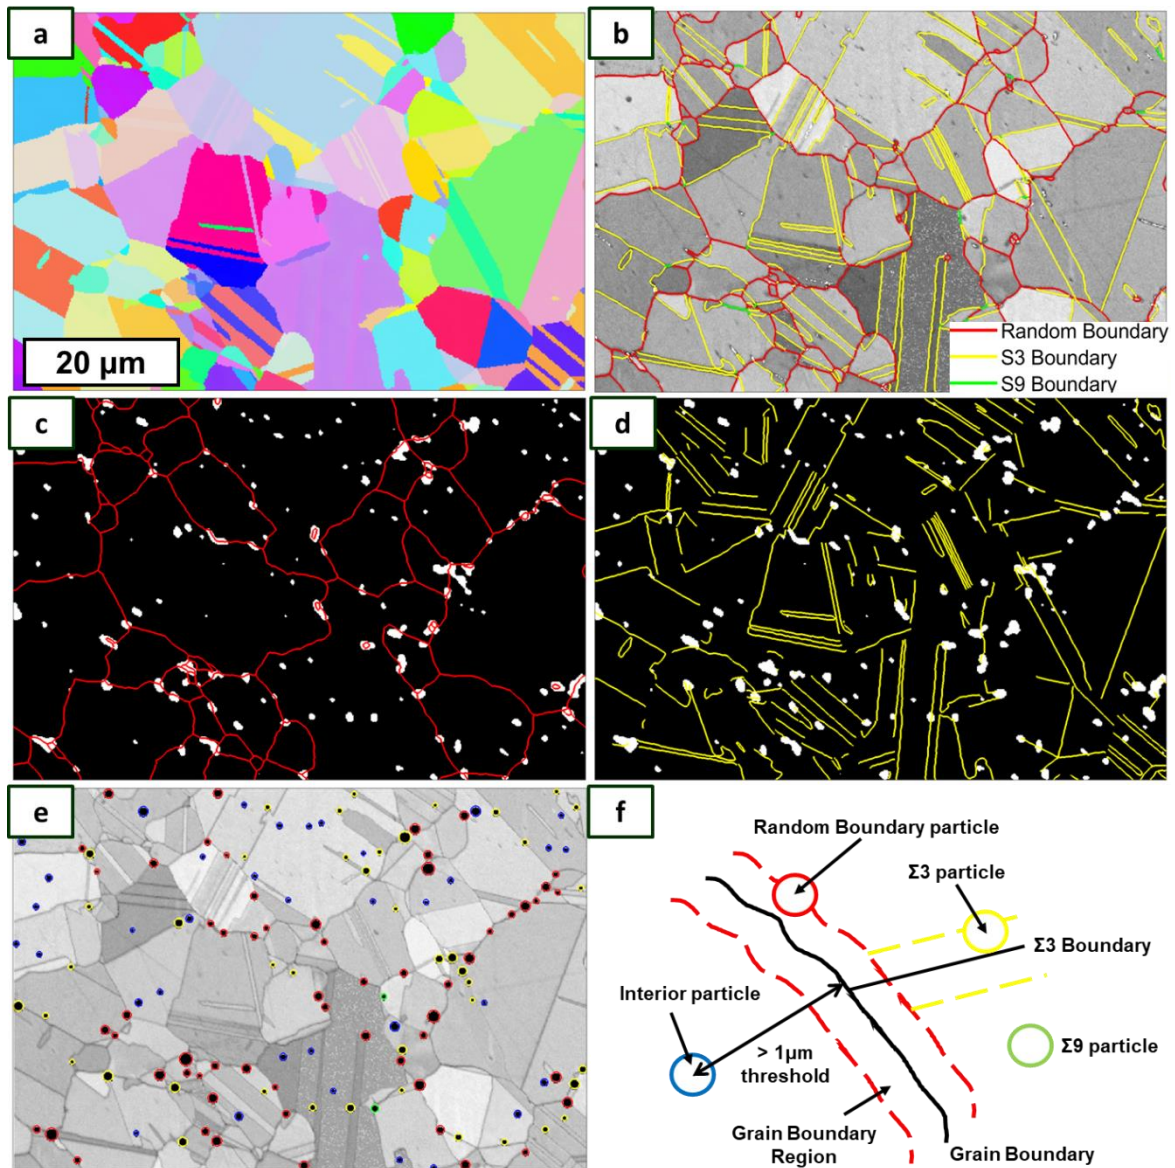 a
b
20 µm
Random Boundary
S3 Boundary
S9 Boundary
c
d
e
f
Random Boundary particle
Σ3 particle
Σ3 Boundary
Interior particle
> 1µm
threshold
Σ9 particle
Grain Boundary
Region
Grain Boundary